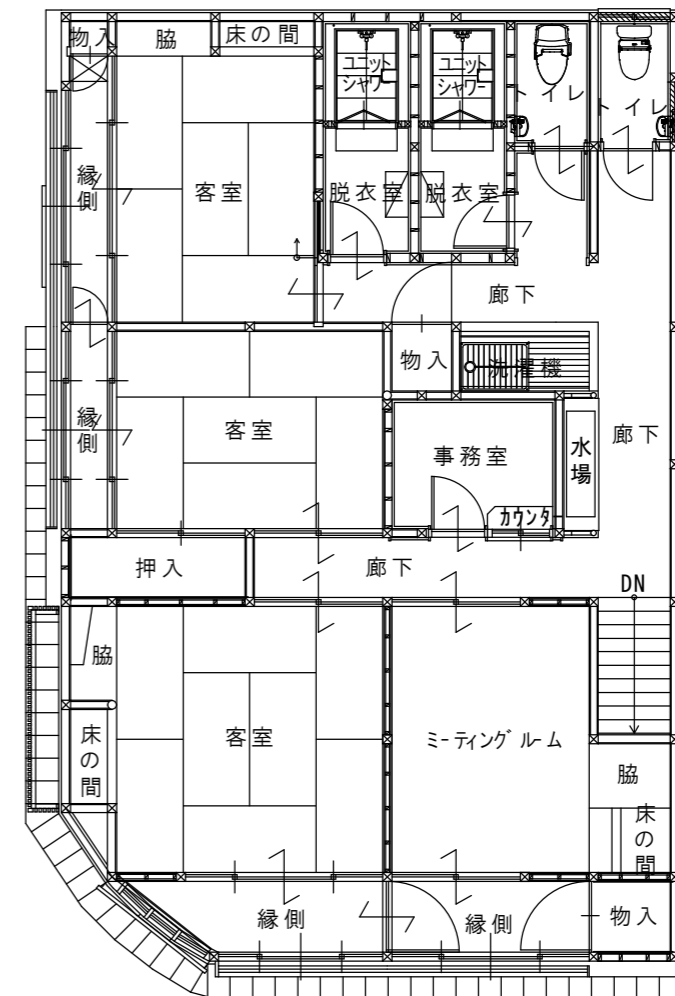 物入
脇
床の間
ユニット
シャワー
ユニット
シャワー
トイレ
トイレ
縁側
客室
脱衣室
脱衣室
廊下
物入
洗濯機
縁側
客室
事務室
水場
廊下
カウンタ
押入
廊下
DN
脇
床の間
客室
ミーティングルーム
脇
床の間
縁側
縁側
物入